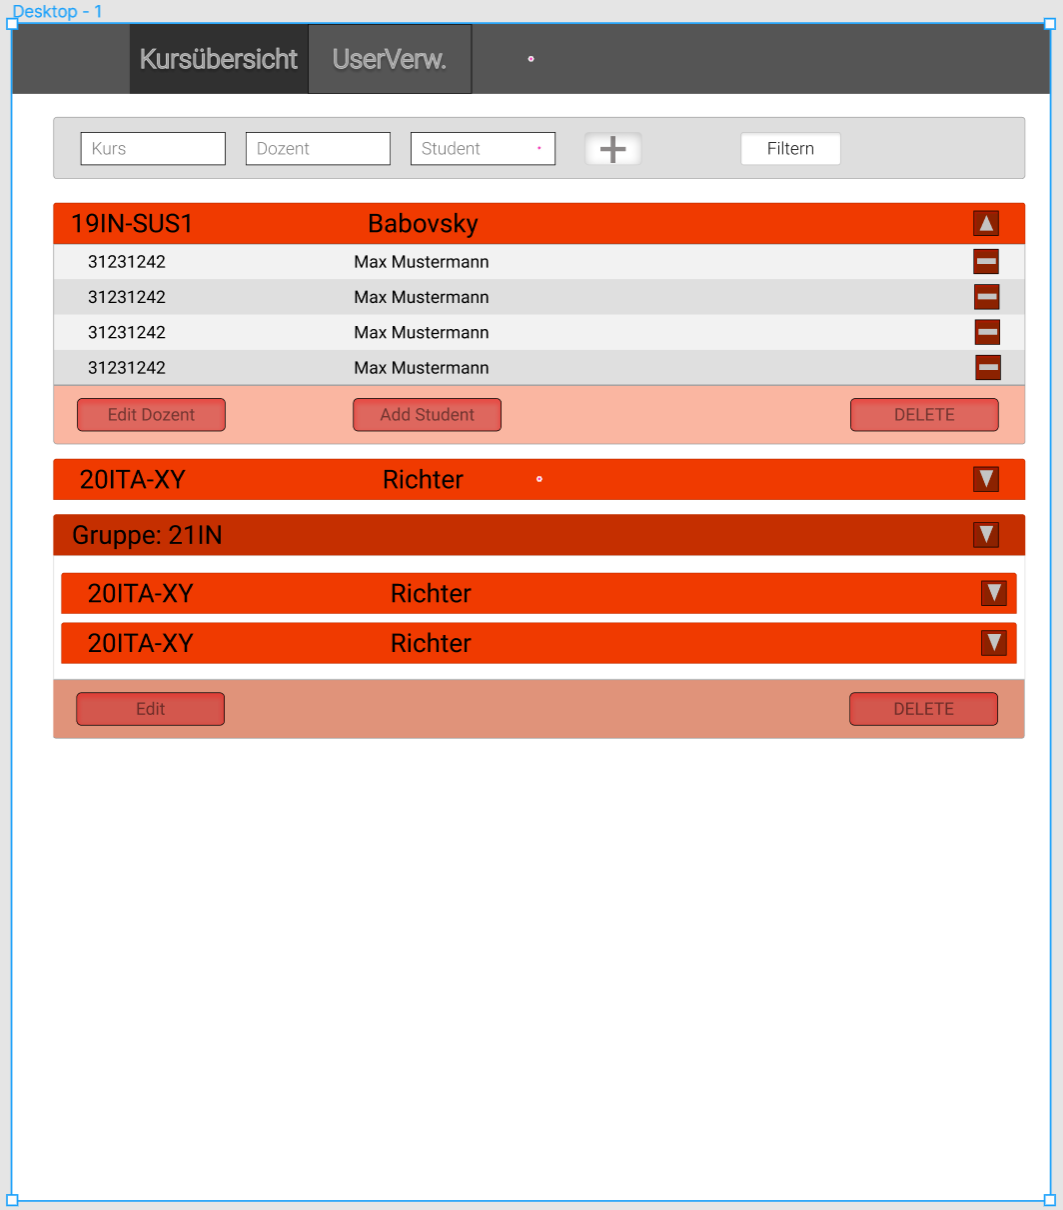 Desktop - 1
Kursübersicht UserVerw.
Kurs Dozent Student Filtern
19IN-SUS1 Babovsky
31231242 Max Mustermann
31231242 Max Mustermann
31231242 Max Mustermann
31231242 Max Mustermann
Edit Dozent Add Student DELETE
20ITA-XY Richter
Gruppe: 21IN
20ITA-XY Richter
20ITA-XY Richter
Edit DELETE